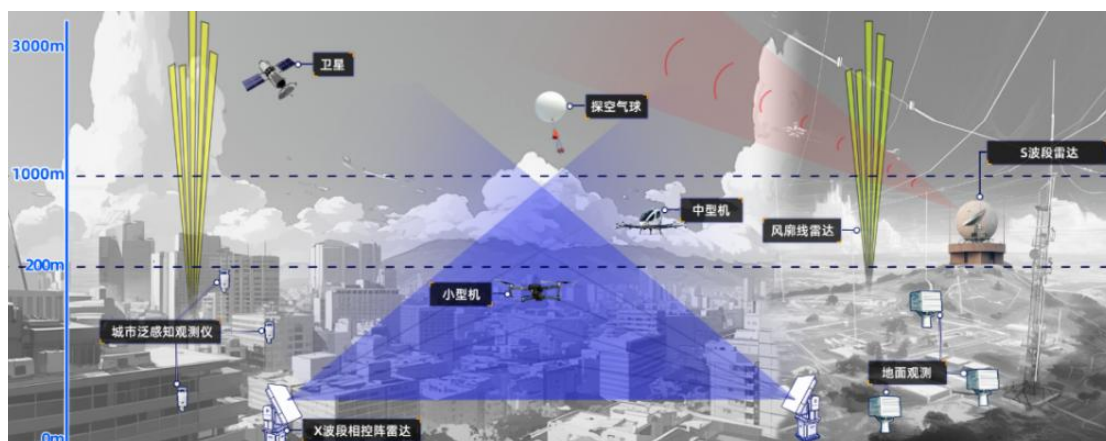 3000m
卫星
探空气球
S波段雷达
1000m
中型机
风廓线雷达
200m
小型机
城市泛感知观测仪
地面观测
X波段相控阵雷达
0m